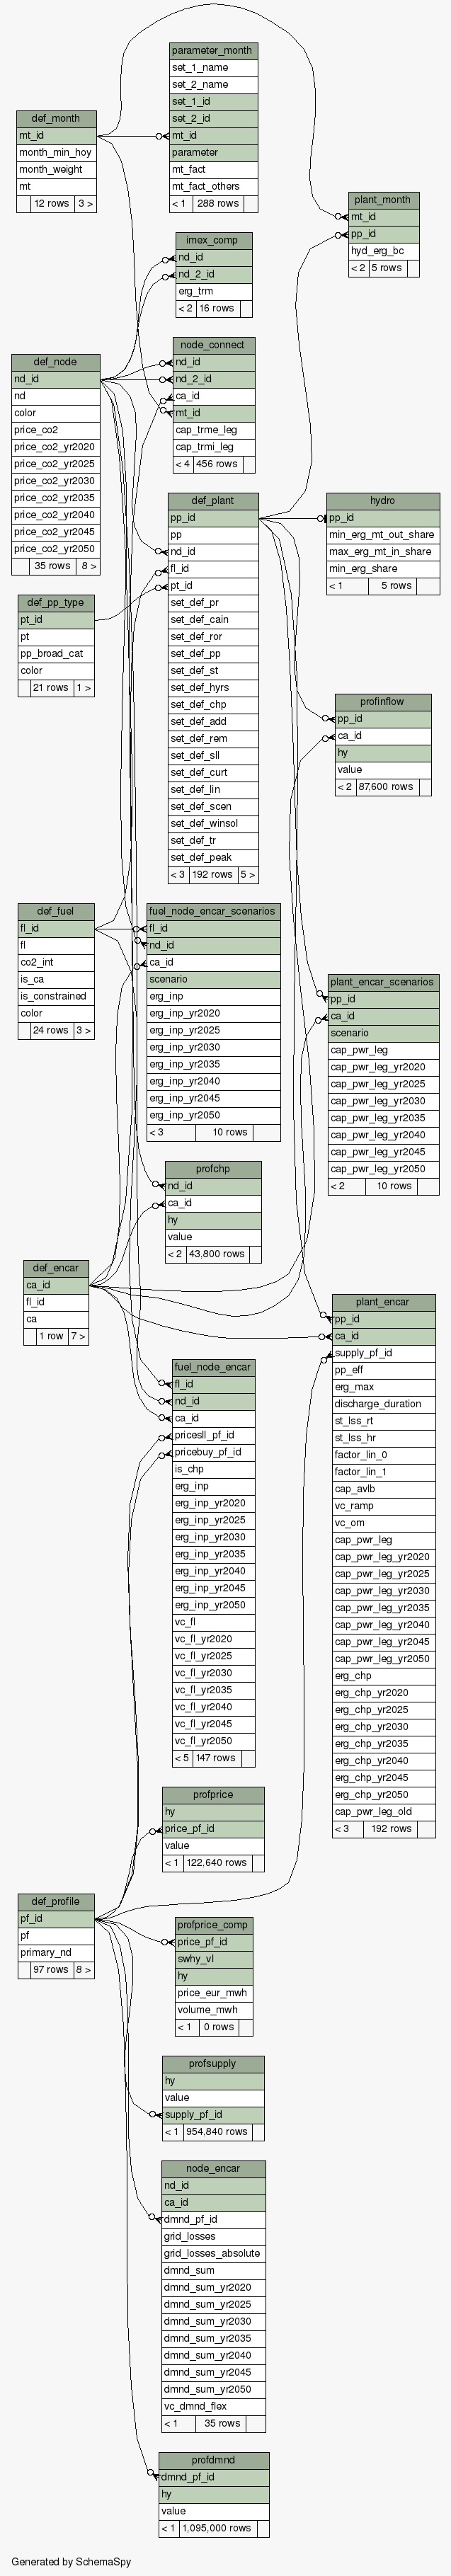 parameter_month
set_1_name
set_2_name
set_1_id
set_2_id
mt_id
parameter
mt_fact
mt_fact_others
< 1 288 rows
def_month
mt_id
month_min_hoy
month_weight
mt
12 rows 3 >
plant_month
mt_id
pp_id
hyd_erg_bc
< 2 5 rows
imex_comp
nd_id
nd_2_id
erg_trm
< 2 16 rows
node_connect
nd_id
nd_2_id
ca_id
mt_id
cap_trme_leg
cap_trmi_leg
< 4 456 rows
def_node
nd_id
nd
color
price_co2
price_co2_yr2020
price_co2_yr2025
price_co2_yr2030
price_co2_yr2035
price_co2_yr2040
price_co2_yr2045
price_co2_yr2050
35 rows 8 >
def_plant
pp_id
pp
nd_id
fl_id
pt_id
set_def_pr
set_def_cain
set_def_ror
set_def_pp
set_def_st
set_def_hyrs
set_def_chp
set_def_add
set_def_rem
set_def_sll
set_def_curt
set_def_lin
set_def_scen
set_def_winsol
set_def_tr
set_def_peak
< 3 192 rows 5 >
hydro
pp_id
min_erg_mt_out_share
max_erg_mt_in_share
min_erg_share
< 1 5 rows
def_pp_type
pt_id
pt
pp_broad_cat
color
21 rows 1 >
profinflow
pp_id
ca_id
hy
value
< 2 87,600 rows
def_fuel
fl_id
fl
co2_int
is_ca
is_constrained
color
24 rows 3 >
fuel_node_encar_scenarios
fl_id
nd_id
ca_id
scenario
erg_inp
erg_inp_yr2020
erg_inp_yr2025
erg_inp_yr2030
erg_inp_yr2035
erg_inp_yr2040
erg_inp_yr2045
erg_inp_yr2050
< 3 10 rows
plant_encar_scenarios
pp_id
ca_id
scenario
cap_pwr_leg
cap_pwr_leg_yr2020
cap_pwr_leg_yr2025
cap_pwr_leg_yr2030
cap_pwr_leg_yr2035
cap_pwr_leg_yr2040
cap_pwr_leg_yr2045
cap_pwr_leg_yr2050
< 2 10 rows
profchp
nd_id
ca_id
hy
value
< 2 43,800 rows
def_encar
ca_id
fl_id
ca
1 row 7 >
plant_encar
pp_id
ca_id
supply_pf_id
pp_eff
erg_max
discharge_duration
st_lss_rt
st_lss_hr
factor_lin_0
factor_lin_1
cap_avlb
vc_ramp
vc_om
cap_pwr_leg
cap_pwr_leg_yr2020
cap_pwr_leg_yr2025
cap_pwr_leg_yr2030
cap_pwr_leg_yr2035
cap_pwr_leg_yr2040
cap_pwr_leg_yr2045
cap_pwr_leg_yr2050
erg_chp
erg_chp_yr2020
erg_chp_yr2025
erg_chp_yr2030
erg_chp_yr2035
erg_chp_yr2040
erg_chp_yr2045
erg_chp_yr2050
cap_pwr_leg_old
< 3 192 rows
fuel_node_encar
fl_id
nd_id
ca_id
pricesll_pf_id
pricebuy_pf_id
is_chp
erg_inp
erg_inp_yr2020
erg_inp_yr2025
erg_inp_yr2030
erg_inp_yr2035
erg_inp_yr2040
erg_inp_yr2045
erg_inp_yr2050
vc_fl
vc_fl_yr2020
vc_fl_yr2025
vc_fl_yr2030
vc_fl_yr2035
vc_fl_yr2040
vc_fl_yr2045
vc_fl_yr2050
< 5 147 rows
profprice
hy
price_pf_id
value
< 1 122,640 rows
def_profile
pf_id
pf
primary_nd
97 rows 8 >
profprice_comp
price_pf_id
swhy_vl
hy
price_eur_mwh
volume_mwh
< 1 0 rows
profsupply
hy
value
supply_pf_id
< 1 954,840 rows
node_encar
nd_id
ca_id
dmnd_pf_id
grid_losses
grid_losses_absolute
dmnd_sum
dmnd_sum_yr2020
dmnd_sum_yr2025
dmnd_sum_yr2030
dmnd_sum_yr2035
dmnd_sum_yr2040
dmnd_sum_yr2045
dmnd_sum_yr2050
vc_dmnd_flex
< 1 35 rows
profdmnd
dmnd_pf_id
hy
value
< 1 1,095,000 rows
Generated by SchemaSpy